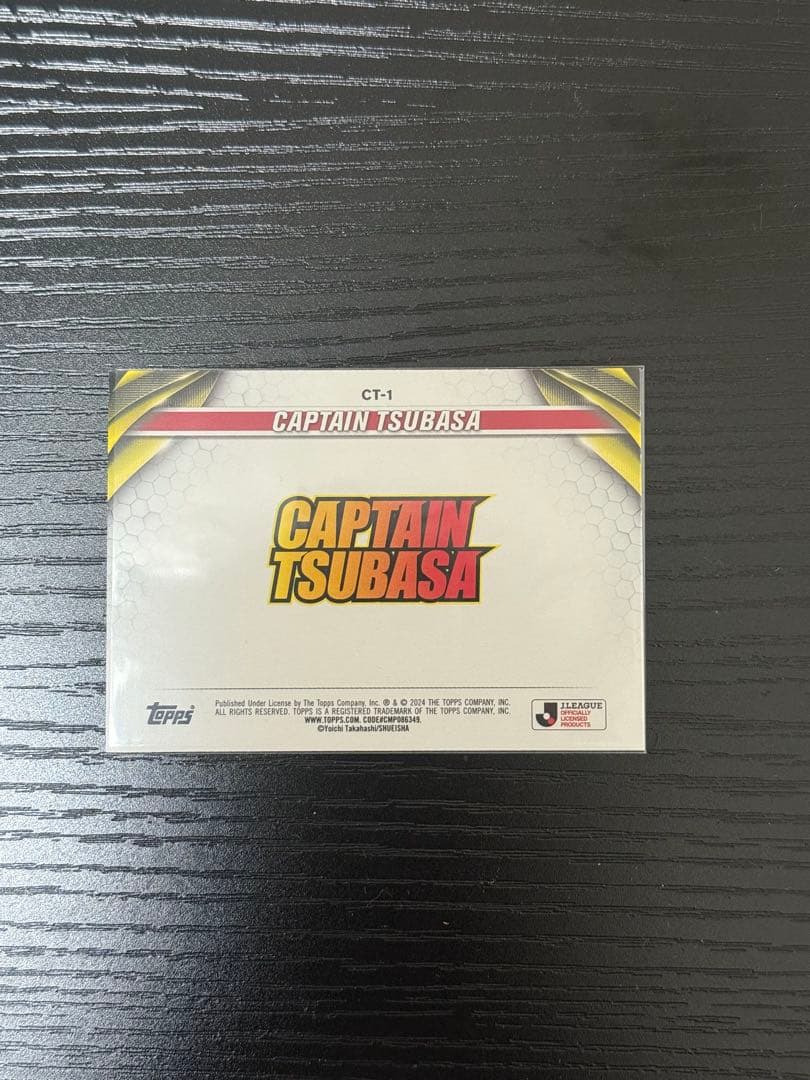 CT-1
CAPTAIN TSUBASA
CAPTAIN
TSUBASA
Topps
Published Under License by The Topps Company, Inc. ® & © 2024 THE TOPPS COMPANY, INC.
ALL RIGHTS RESERVED. TOPPS IS A REGISTERED TRADEMARK OF THE TOPPS COMPANY, INC.
WWW.TOPPS.COM. CODE#CMP086349.
©Yoichi Takahashi/SHUEISHA
J.LEAGUE
OFFICIALLY
LICENSED
PRODUCTS